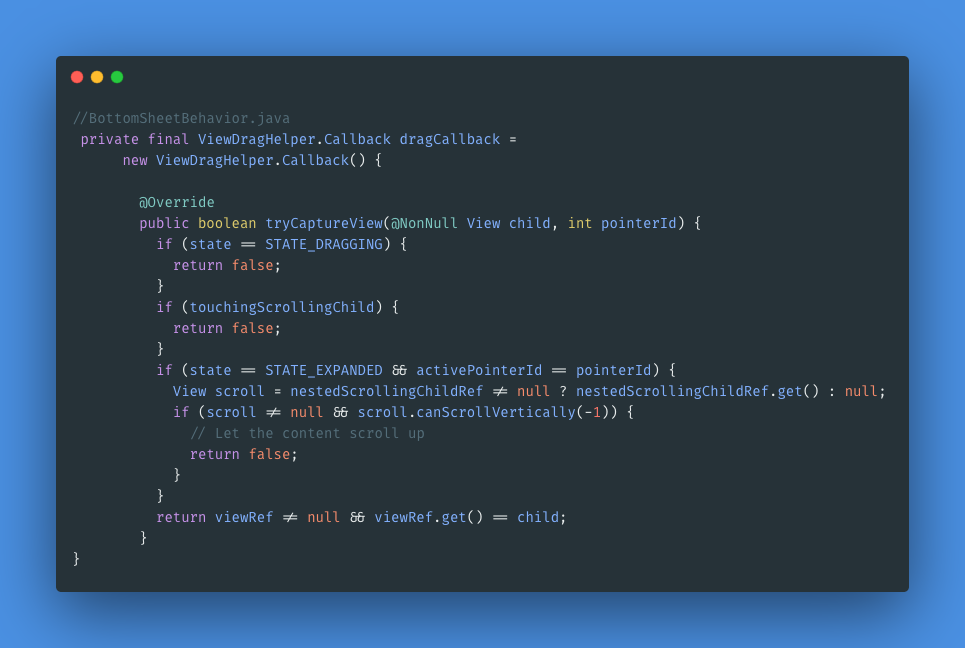 //BottomSheetBehavior.java
 private final ViewDragHelper.Callback dragCallback =
      new ViewDragHelper.Callback() {

        @Override
        public boolean tryCaptureView(@NonNull View child, int pointerId) {
          if (state == STATE_DRAGGING) {
            return false;
          }
          if (touchingScrollingChild) {
            return false;
          }
          if (state == STATE_EXPANDED && activePointerId == pointerId) {
            View scroll = nestedScrollingChildRef != null ? nestedScrollingChildRef.get() : null;
            if (scroll != null && scroll.canScrollVertically(-1)) {
              // Let the content scroll up
              return false;
            }
          }
          return viewRef != null && viewRef.get() == child;
        }
}